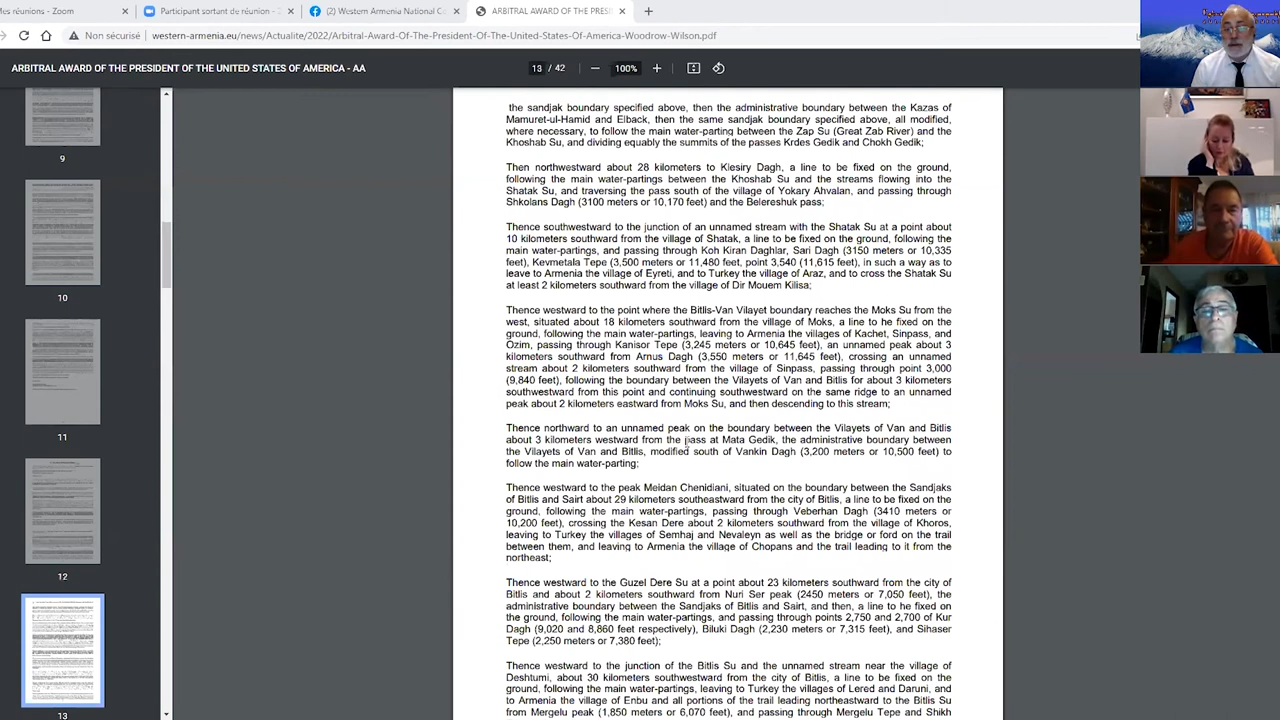 Mes réunions - Zoom
Participant sortant de réunion -
(2) Western Armenia National C
ARBITRAL AWARD OF THE PRES
Non sécurisé
western-armenia.eu/news/Actualite/2022/Arbitral-Award-Of-The-President-Of-The-United-States-Of-America-Woodrow-Wilson.pdf
ARBITRAL AWARD OF THE PRESIDENT OF THE UNITED STATES OF AMERICA - AA
13 / 42
100%
9
10
11
12
13
the sandjak boundary specified above, then the administrative boundary between the Kazas of
Mamuret-ul-Hamid and Elback, then the same sandjak boundary specified above, all modified,
where necessary, to follow the main water-parting between the Zap Su (Great Zab River) and the
Khoshab Su, and dividing equably the summits of the passes Krdes Gedik and Chokh Gedik;
Then northwestward about 28 kilometers to Klesiry Dagh, a line to be fixed on the ground,
following the main water-partings between the Khoshab Su and the streams flowing into the
Shatak Su, and traversing the pass south of the village of Yokary Ahvalan, and passing through
Shkolans Dagh (3100 meters or 10,170 feet) and the Belereshuk pass;
Thence southwestward to the junction of an unnamed stream with the Shatak Su at a point about
10 kilometers southward from the village of Shatak, a line to be fixed on the ground, following the
main water-partings, and passing through Koh Kiran Daghlar, Sari Dagh (3150 meters or 10,335
feet), Kevmetala Tepe (3,500 meters or 11,480 feet, point 3,540 (11,615 feet), in such a way as to
leave to Armenia the village of Eyreti, and to Turkey the village of Araz, and to cross the Shatak Su
at least 2 kilometers southward from the village of Dir Mouem Kilisa;
Thence westward to the point where the Bitlis-Van Vilayet boundary reaches the Moks Su from the
west, situated about 18 kilometers southward from the village of Moks, a line to be fixed on the
ground, following the main water-partings, leaving to Armenia the villages of Kachet, Sinpass, and
Ozim, passing through Kanisor Tepe (3,245 meters or 10,645 feet), an unnamed peak about 3
kilometers southward from Arnus Dagh (3,550 meters or 11,645 feet), crossing an unnamed
stream about 2 kilometers southward from the village of Sinpass, passing through point 3,000
(9,840 feet), following the boundary between the Vilayets of Van and Bitlis for about 3 kilometers
southwestward from this point and continuing southwestward on the same ridge to an unnamed
peak about 2 kilometers eastward from Moks Su, and then descending to this stream;
Thence northward to an unnamed peak on the boundary between the Vilayets of Van and Bitlis
about 3 kilometers westward from the pass at Mata Gedik, the administrative boundary between
the Vilayets of Van and Bitlis, modified south of Vankin Dagh (3,200 meters or 10,500 feet) to
follow the main water-parting;
Thence westward to the peak Meidan Chenidiani, situated on the boundary between the Sandjaks
of Bitlis and Sairt about 29 kilometers southeastward from the city of Bitlis, a line to be fixed on the
ground, following the main water-partings, passing through Veberhan Dagh (3410 meters or
10,200 feet), crossing the Kesan Dere about 2 kilometers southward from the village of Khoros,
leaving to Turkey the villages of Semhaj and Nevaleyn as well as the bridge or ford on the trail
between them, and leaving to Armenia the village of Chopans and the trail leading to it from the
northeast;
Thence westward to the Guzel Dere Su at a point about 23 kilometers southward from the city of
Bitlis and about 2 kilometers southward from Nuri Ser peak (2450 meters or 7,050 feet), the
administrative boundary between the Sandjaks of Bitlis and Sairt, and then, a line to be fixed on
the ground, following the main water-partings, and passing through points 2,750 and 2,700 of Kur
Dagh (9,020 and 8,860 feet respectively), Biluki Dagh (2,230 meters or 7,315 feet), and Sihaser
Tepe (2,250 meters or 7,380 feet);
Thence westward to the junction of the Bitlis Su and the unnamed stream near the village of
Deshtumi, about 30 kilometers southwestward from the city of Bitlis, a line to be fixed on the
ground, following the main water-partings, leaving to Turkey the villages of Lered and Daruni, and
to Armenia the village of Enbu and all portions of the trail leading northeastward to the Bitlis Su
from Mergelu peak (1,850 meters or 6,070 feet), and passing through Mergelu Tepe and Shikh